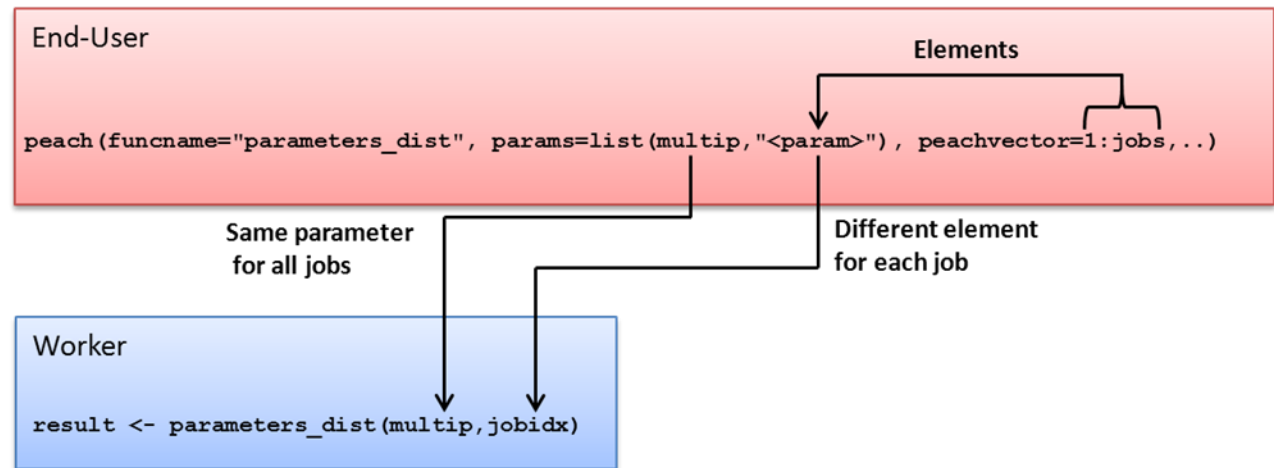 End-User
Elements
peach(funcname="parameters_dist", params=list(multip,"<param>"), peachvector=1:jobs,..)
Same parameter
for all jobs
Different element
for each job
Worker
result <- parameters_dist(multip,jobidx)